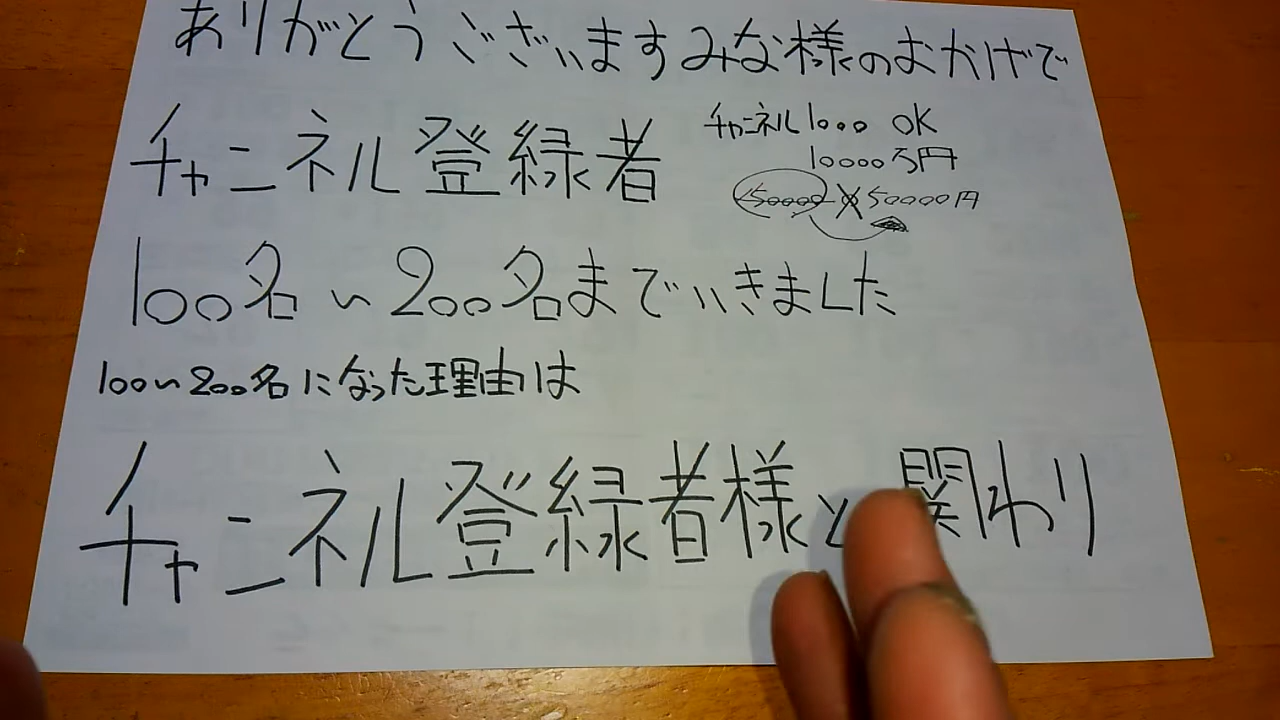 ありがとうございますみな様のおかげで
チャンネル登録者
チャンネル1000 OK
10000万円
50000 X 50000円
100名〜200名までいきました
100〜200名になった理由は
チャンネル登録者様と関わり